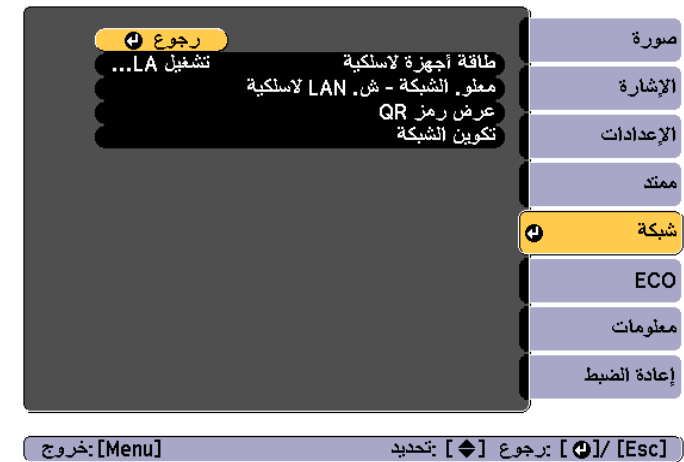 صورة
الإشارة
الإعدادات
ممتد
شبكة
ECO
معلومات
إعادة الضبط
رجوع
طاقة أجهزة لاسلكية تشغيل LA...
معلو. الشبكة - ش. LAN لاسلكية
عرض رمز QR
تكوين الشبكة
[Esc] /[ ] :رجوع [ ] :تحديد [Menu] :خروج